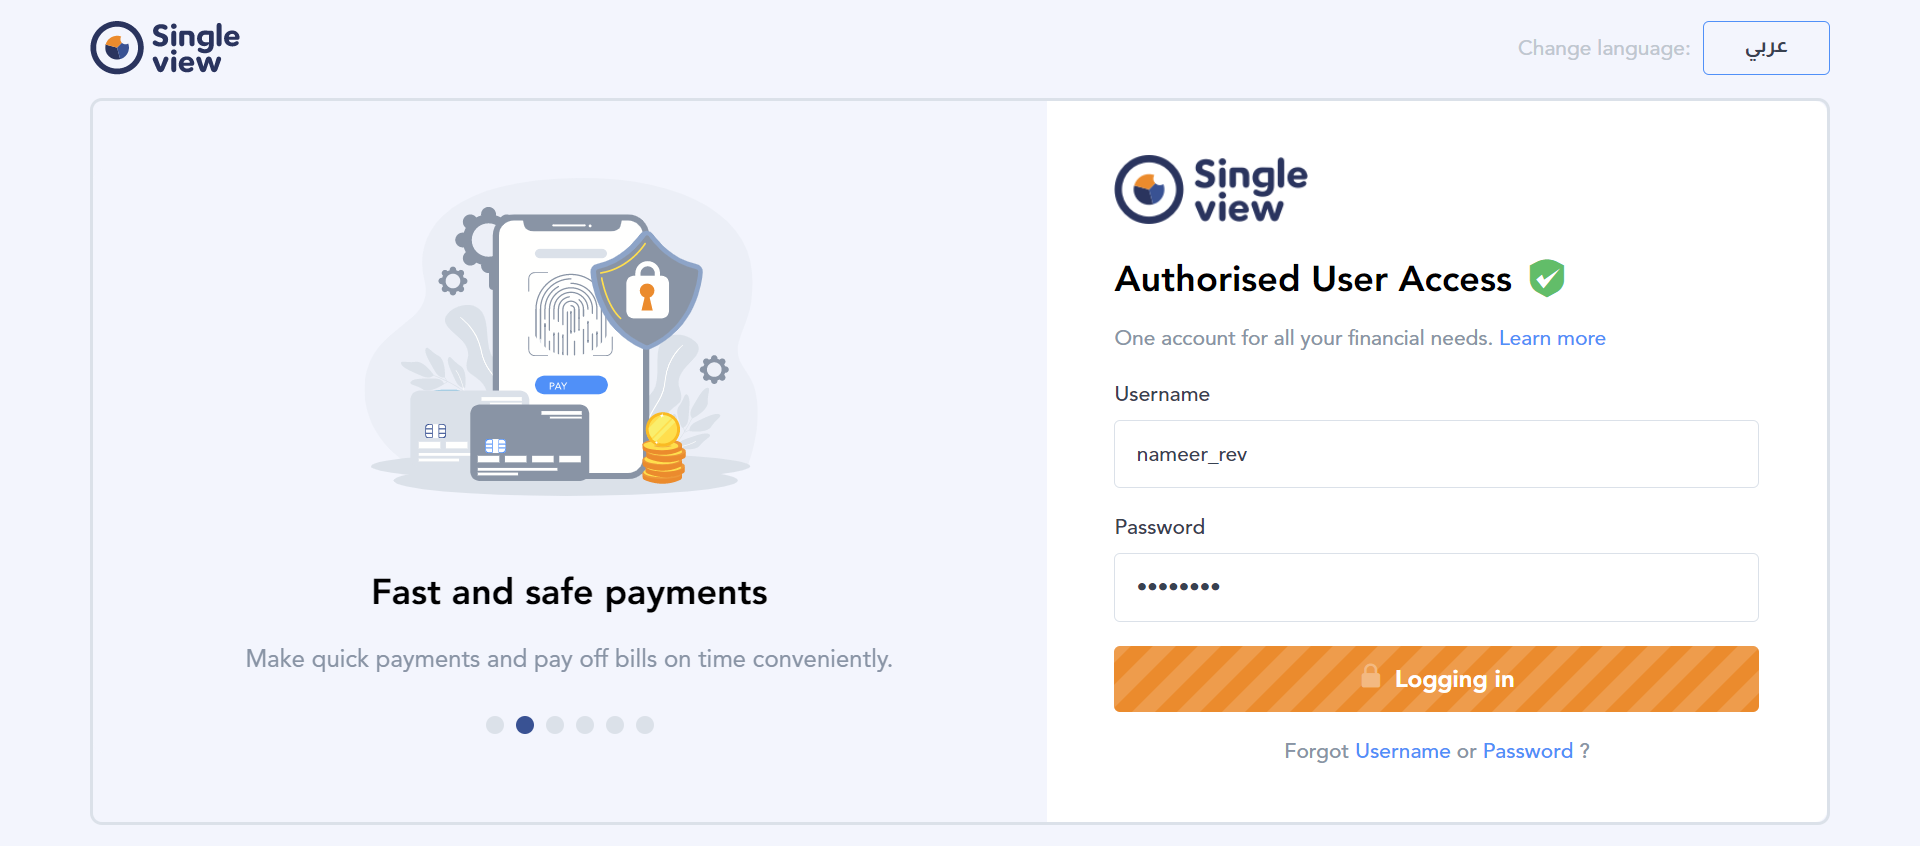 Single
view
Change language:
عربي
PAY
Fast and safe payments
Make quick payments and pay off bills on time conveniently.
Single
view
Authorised User Access
One account for all your financial needs. Learn more
Username
nameer_rev
Password
••••••••
Logging in
Forgot Username or Password ?